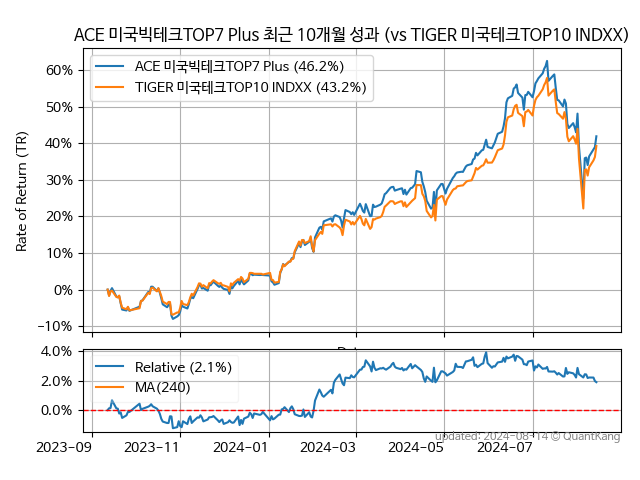 ACE 미국빅테크TOP7 Plus 최근 10개월 성과 (vs TIGER 미국테크TOP10 INDXX)
ACE 미국빅테크TOP7 Plus (46.2%)
TIGER 미국테크TOP10 INDXX (43.2%)
60%
50%
40%
30%
20%
10%
0%
−10%
Rate of Return (TR)
4.0%
2.0%
0.0%
Relative (2.1%)
MA(240)
2023-09
2023-11
2024-01
2024-03
2024-05
2024-07
updated: 2024-08-14 © QuantKang